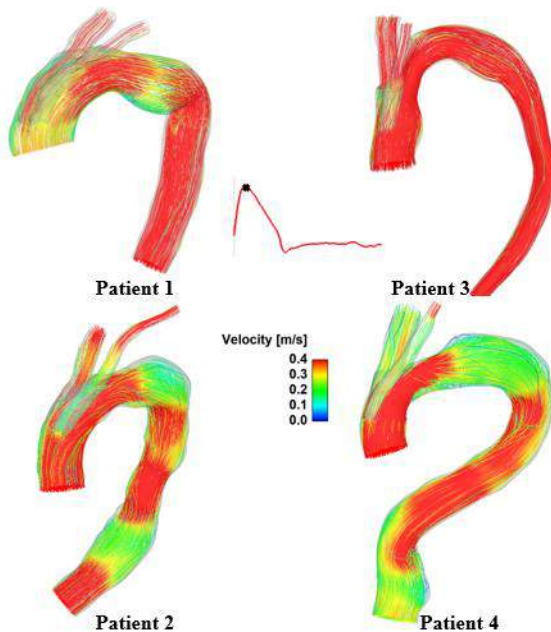 Patient 1
Patient 3
Velocity [m/s]
0.4
0.3
0.2
0.1
0.0
Patient 2
Patient 4